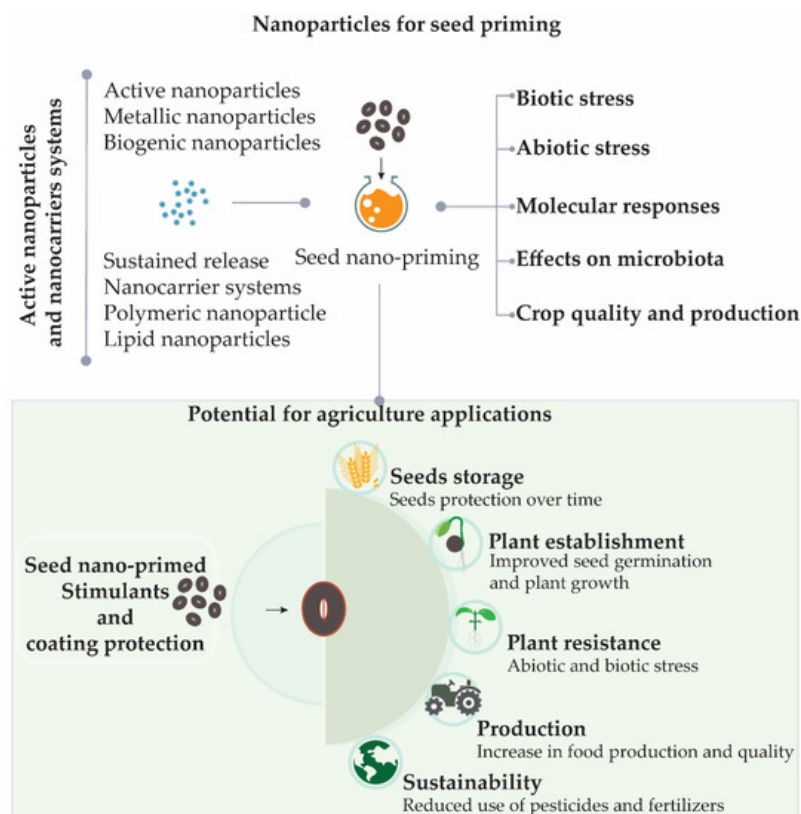 Nanoparticles for seed priming
Active nanoparticles
and nanocarriers systems
Active nanoparticles
Metallic nanoparticles
Biogenic nanoparticles
Sustained release
Nanocarrier systems
Polymeric nanoparticle
Lipid nanoparticles
Seed nano-priming
Biotic stress
Abiotic stress
Molecular responses
Effects on microbiota
Crop quality and production
Potential for agriculture applications
Seed nano-primed
Stimulants
and
coating protection
Seeds storage
Seeds protection over time
Plant establishment
Improved seed germination
and plant growth
Plant resistance
Abiotic and biotic stress
Production
Increase in food production and quality
Sustainability
Reduced use of pesticides and fertilizers